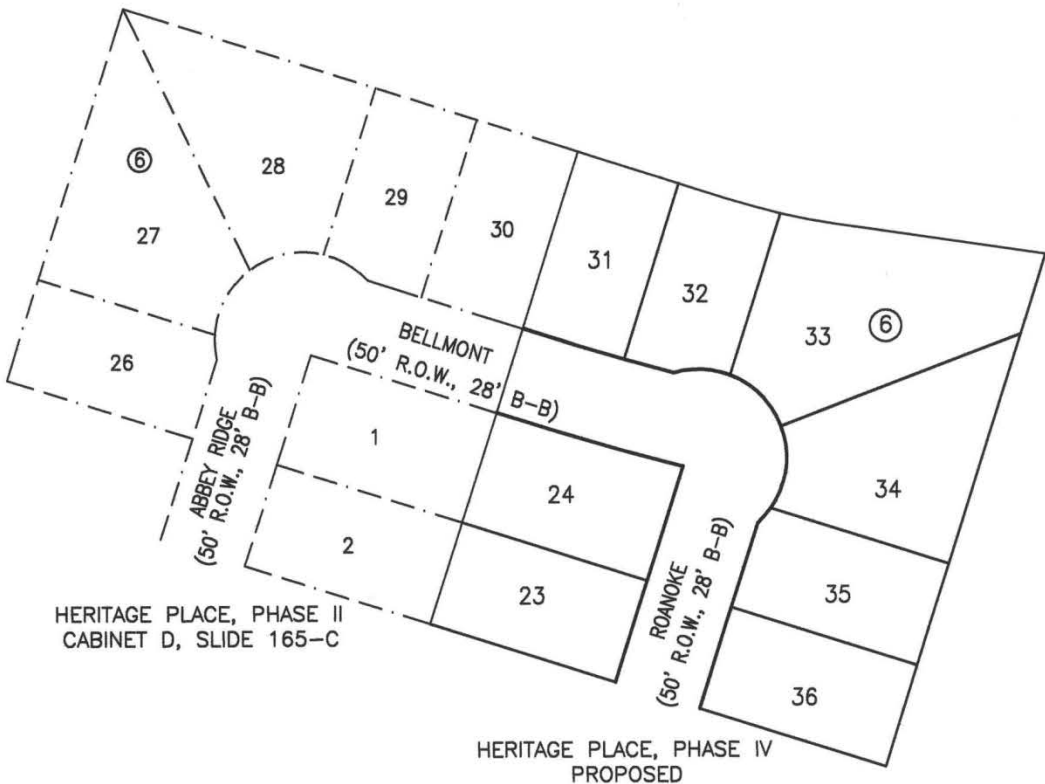 6
28
27
29
30
31
32
33
6
26
BELLMONT
(50' R.O.W., 28' B-B)
ABBEY RIDGE
(50' R.O.W., 28' B-B)
1
2
24
23
34
35
36
ROANOKE
(50' R.O.W., 28' B-B)
HERITAGE PLACE, PHASE II
CABINET D, SLIDE 165-C
HERITAGE PLACE, PHASE IV
PROPOSED